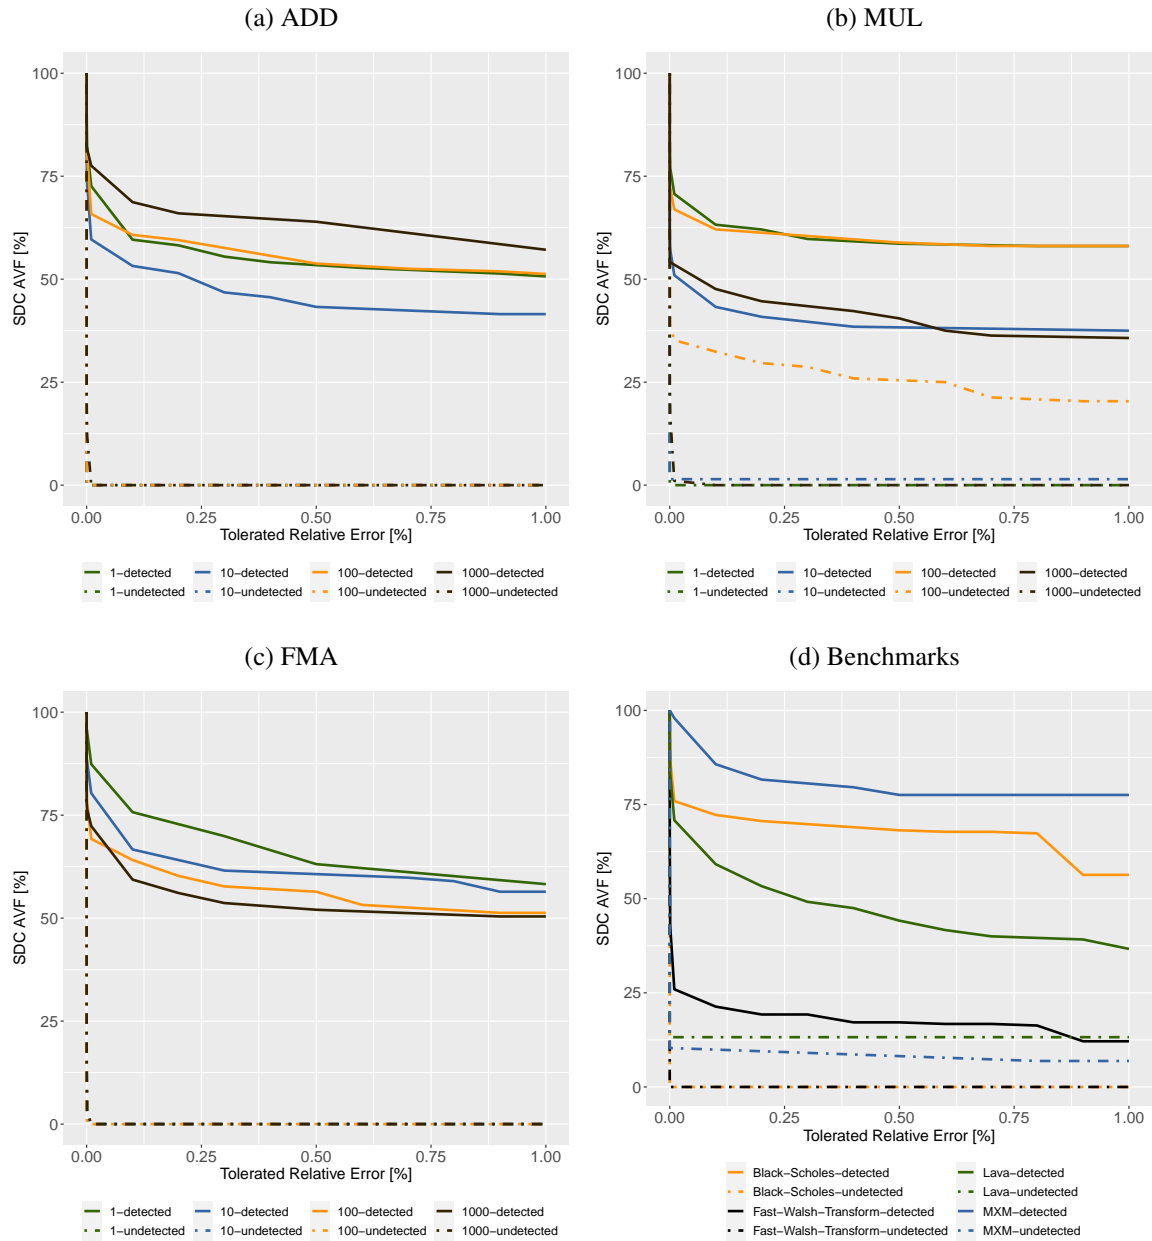 (a) ADD
SDC AVF [%]
100
75
50
25
0
0.00 0.25 0.50 0.75 1.00
Tolerated Relative Error [%]
1−detected 10−detected 100−detected 1000−detected
1−undetected 10−undetected 100−undetected 1000−undetected
(b) MUL
SDC AVF [%]
100
75
50
25
0
0.00 0.25 0.50 0.75 1.00
Tolerated Relative Error [%]
1−detected 10−detected 100−detected 1000−detected
1−undetected 10−undetected 100−undetected 1000−undetected
(c) FMA
SDC AVF [%]
100
75
50
25
0
0.00 0.25 0.50 0.75 1.00
Tolerated Relative Error [%]
1−detected 10−detected 100−detected 1000−detected
1−undetected 10−undetected 100−undetected 1000−undetected
(d) Benchmarks
SDC AVF [%]
100
75
50
25
0
0.00 0.25 0.50 0.75 1.00
Tolerated Relative Error [%]
Black−Scholes−detected Lava−detected
Black−Scholes−undetected Lava−undetected
Fast−Walsh−Transform−detected MXM−detected
Fast−Walsh−Transform−undetected MXM−undetected